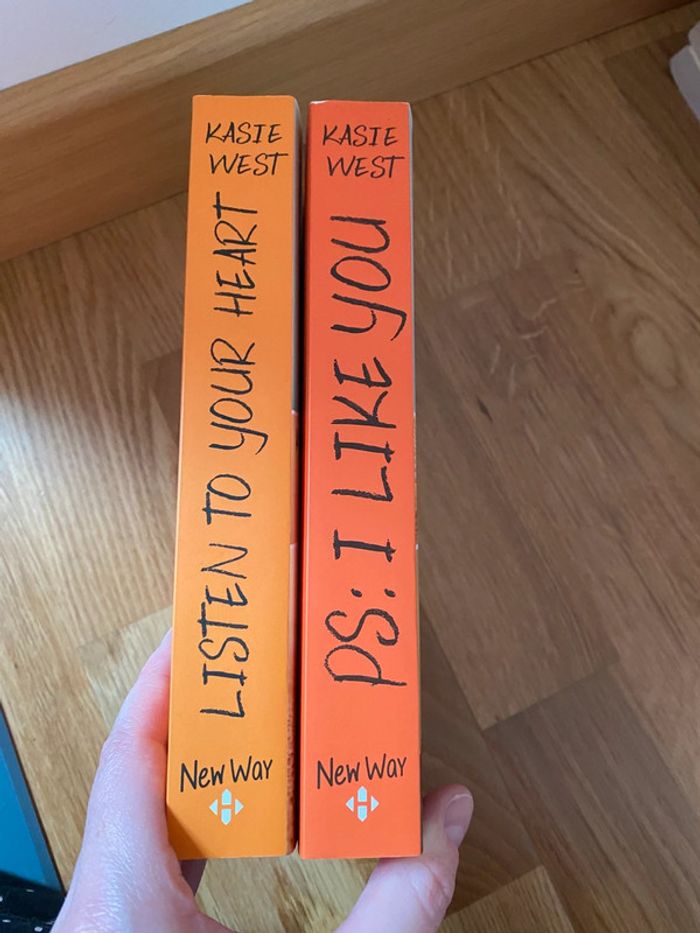 KASIE
WEST
LISTEN TO YOUR HEART
New Way
KASIE
WEST
PS: I LIKE YOU
New Way